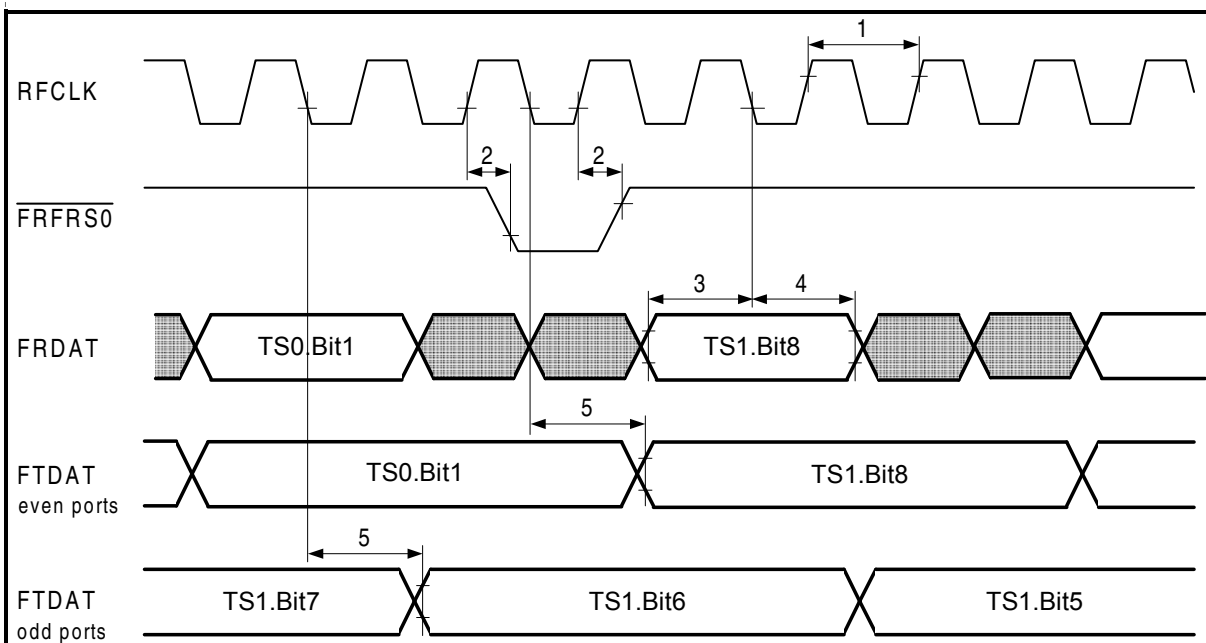 1
RFCLK
2 2
FRFRS0
3 4
FRDAT TS0.Bit1 TS1.Bit8
5
FTDAT TS0.Bit1 TS1.Bit8
even ports
5
FTDAT TS1.Bit7 TS1.Bit6 TS1.Bit5
odd ports